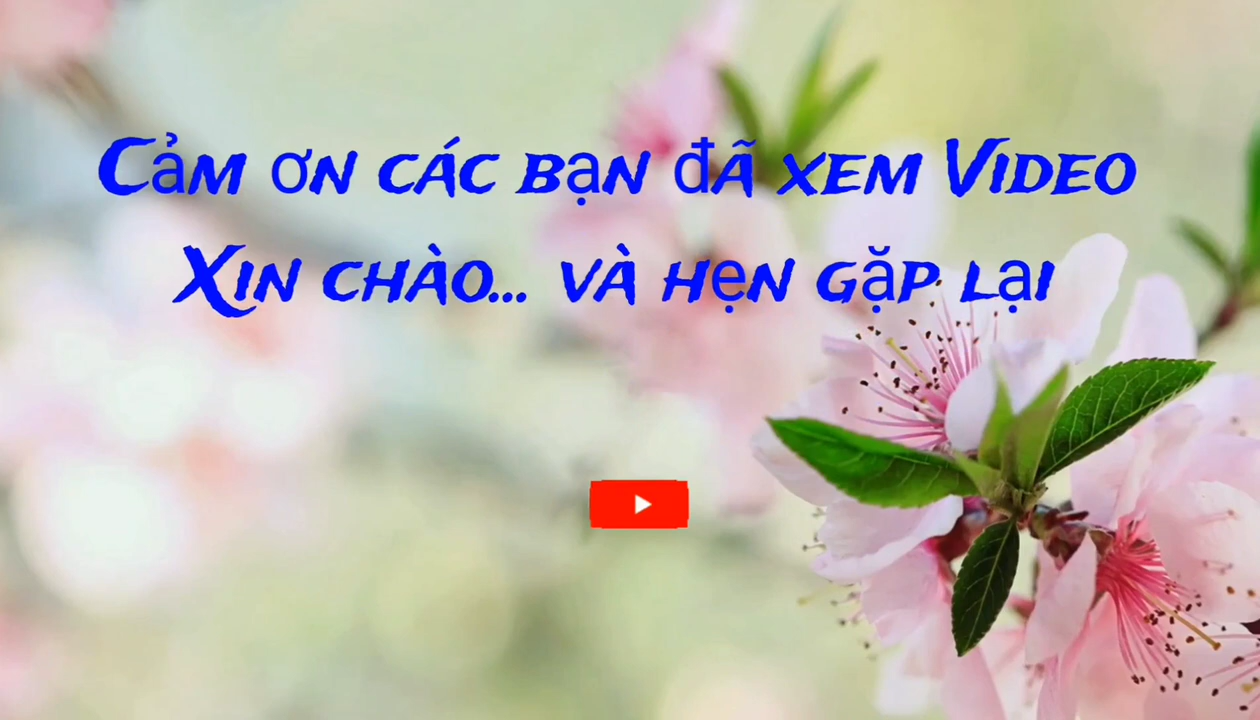 Cảm ơn các bạn đã xem Video
Xin chào... và hẹn gặp lại